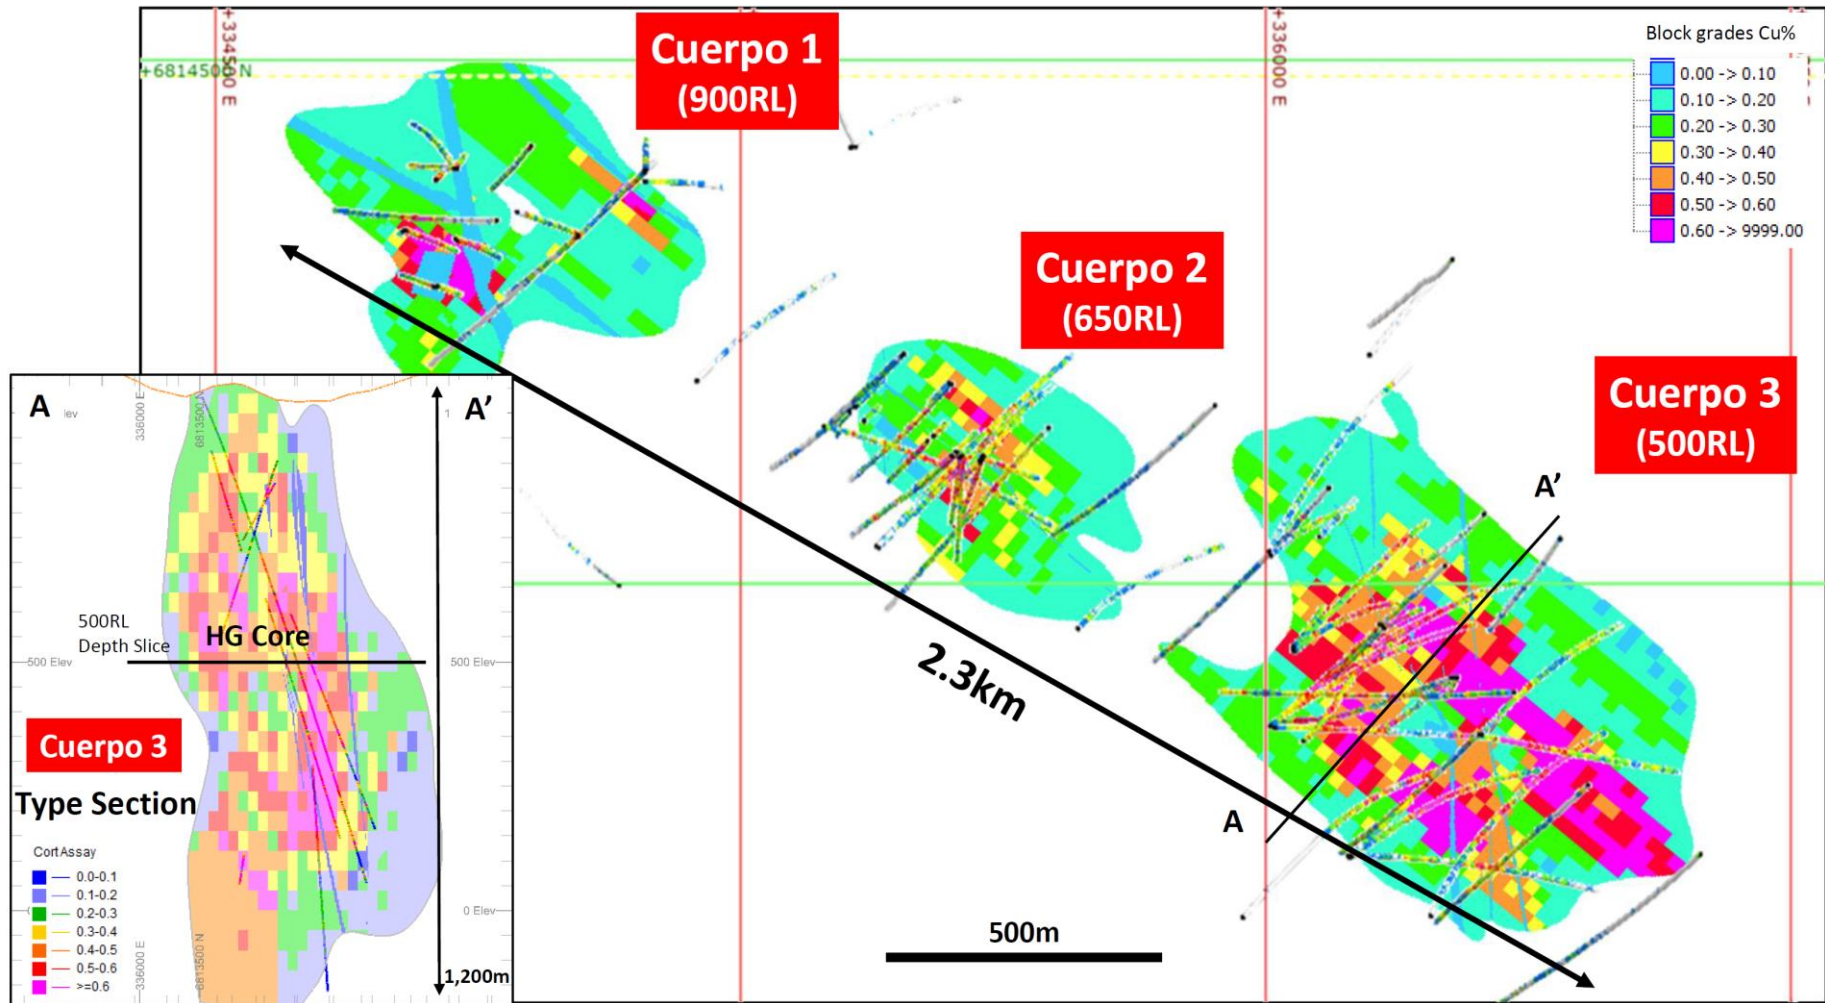 +334500 E
+336000 E
+6814500 N
Cuerpo 1
(900RL)
Block grades Cu%
0.00 -> 0.10
0.10 -> 0.20
0.20 -> 0.30
0.30 -> 0.40
0.40 -> 0.50
0.50 -> 0.60
0.60 -> 9999.00
Cuerpo 2
(650RL)
Cuerpo 3
(500RL)
A'
A
2.3km
500m
A
A'
336000 E
6813500 N
500RL
Depth Slice
HG Core
500 Elev
500 Elev
Cuerpo 3
Type Section
CortAssay
0.0-0.1
0.1-0.2
0.2-0.3
0.3-0.4
0.4-0.5
0.5-0.6
>=0.6
0 Elev
336000 E
6813500 N
1,200m